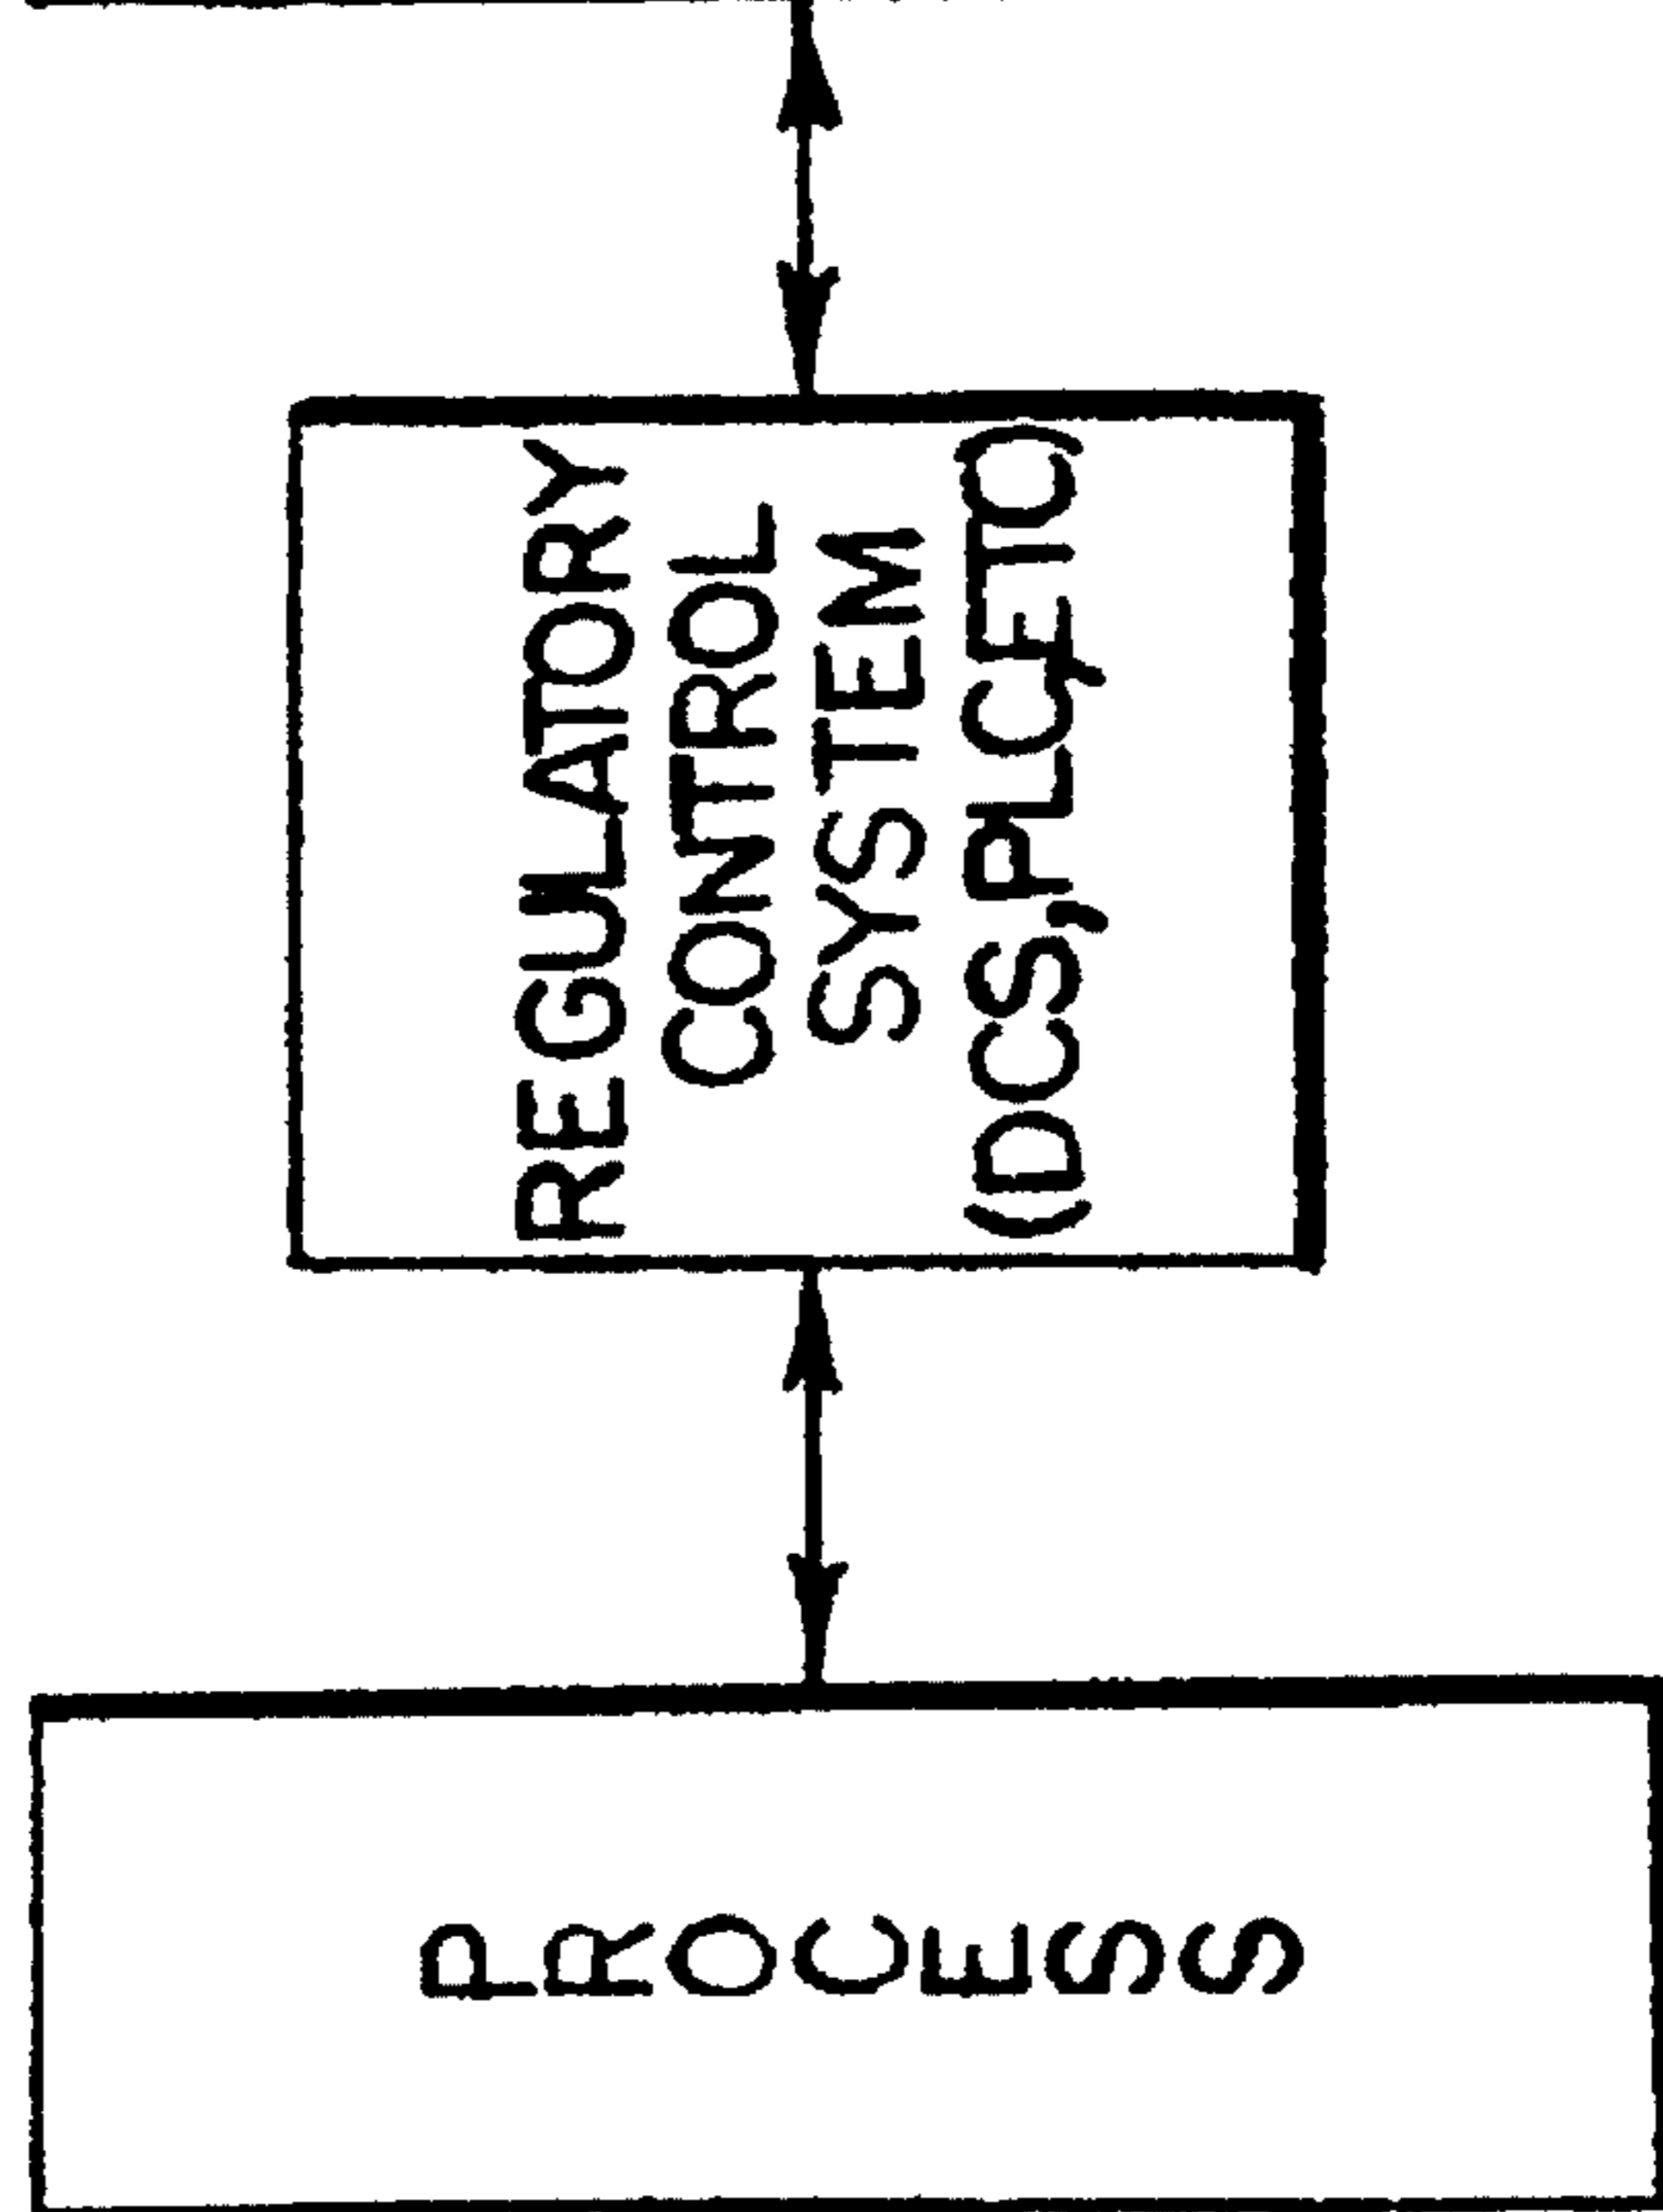 PROCESS
REGULATORY
CONTROL
SYSTEM
(DCS,PLC,ETC)